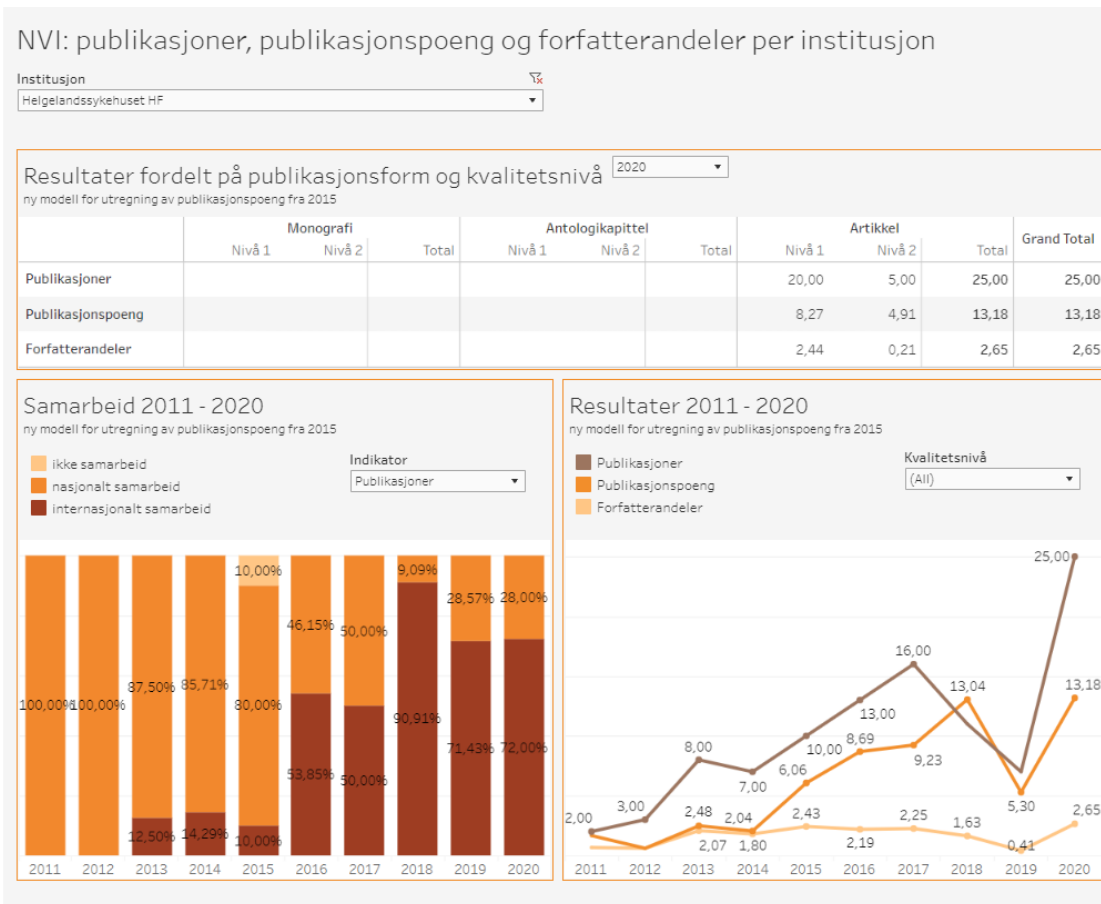 NVI: publikasjoner, publikasjonspoeng og forfatterandeler per institusjon
Institusjon
Helgelandssykehuset HF
Resultater fordelt på publikasjonsform og kvalitetsnivå 2020
ny modell for utregning av publikasjonspoeng fra 2015
Monografi Antologikapittel Artikkel Grand Total
Nivå 1 Nivå 2 Total Nivå 1 Nivå 2 Total Nivå 1 Nivå 2 Total
Publikasjoner 20,00 5,00 25,00 25,00
Publikasjonspoeng 8,27 4,91 13,18 13,18
Forfatterandeler 2,44 0,21 2,65 2,65
Samarbeid 2011 - 2020
ny modell for utregning av publikasjonspoeng fra 2015
ikke samarbeid
nasjonalt samarbeid
internasjonalt samarbeid
Indikator
Publikasjoner
10,00% 9,09%
28,57% 28,00%
46,15% 50,00%
87,50% 85,71%
100,00% 100,00% 80,00% 90,91%
71,43% 72,00%
53,85% 50,00%
12,50% 14,29% 10,00%
2011 2012 2013 2014 2015 2016 2017 2018 2019 2020
Resultater 2011 - 2020
ny modell for utregning av publikasjonspoeng fra 2015
Publikasjoner
Publikasjonspoeng
Forfatterandeler
Kvalitetsnivå
(All)
25,00
16,00
13,04 13,18
13,00
8,00 10,00 8,69
7,00 6,06 9,23
2,00 3,00 2,48 2,04 2,43 2,25 1,63 5,30 2,65
2,07 1,80 2,19 0,41
2011 2012 2013 2014 2015 2016 2017 2018 2019 2020